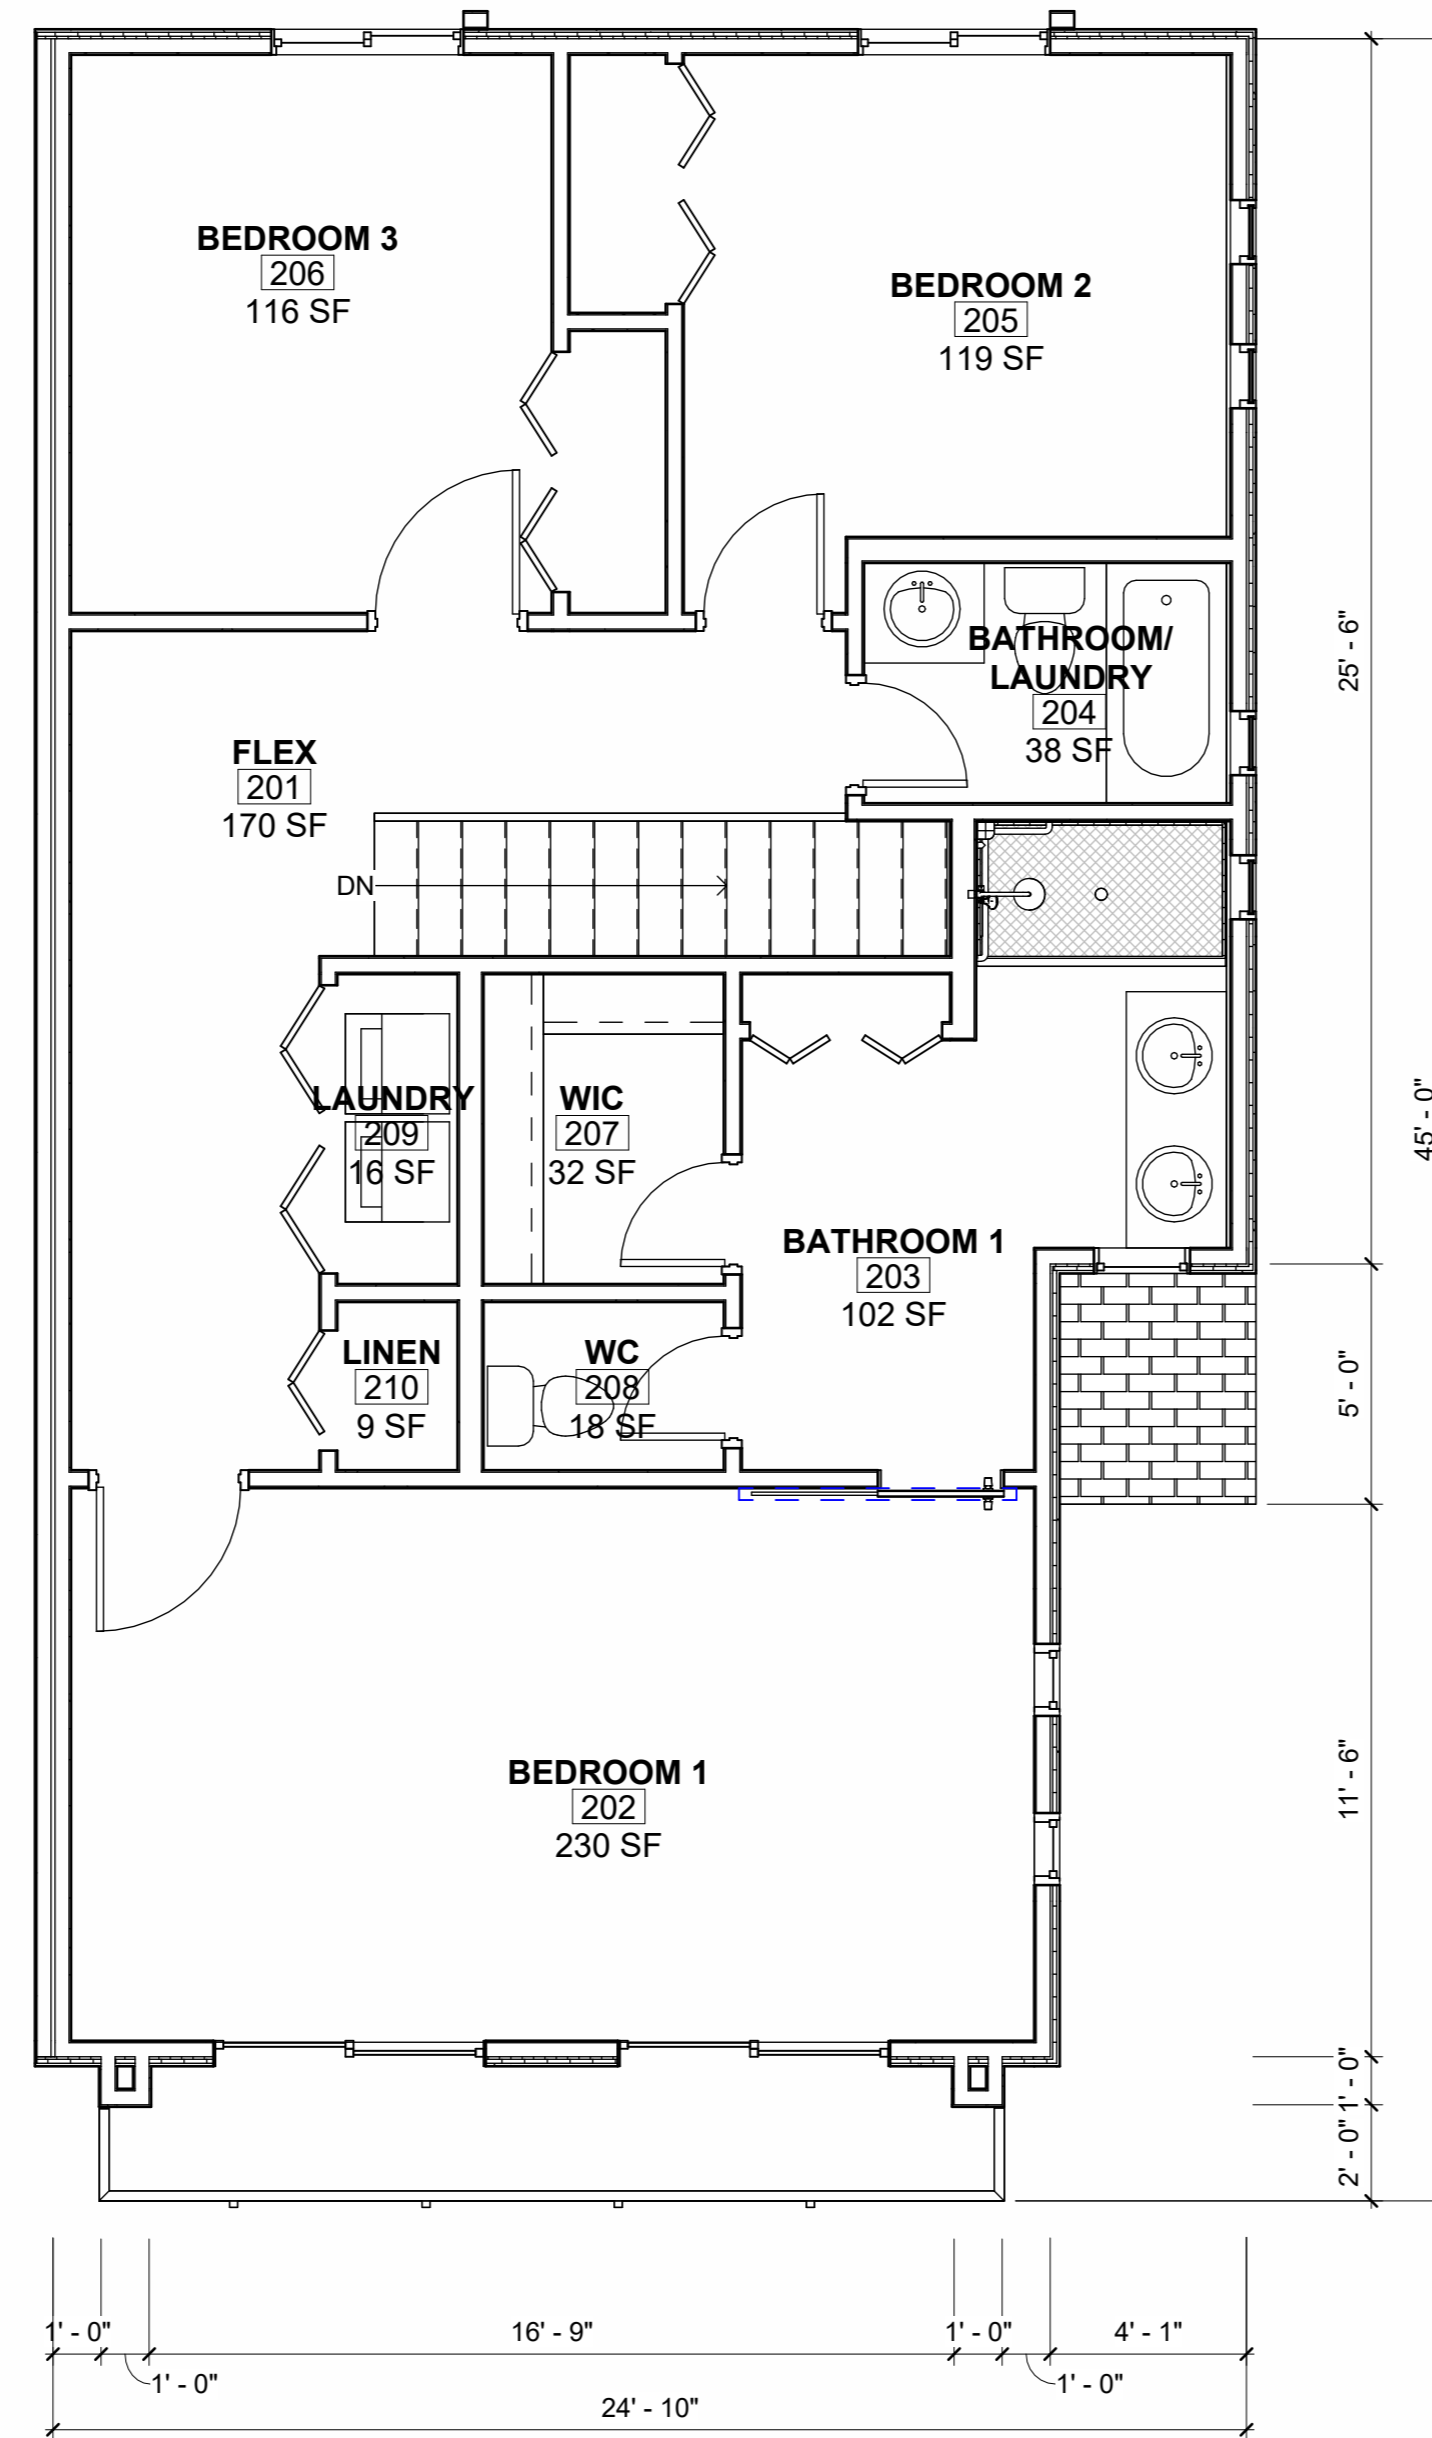 BEDROOM 3
206
116 SF
BEDROOM 2
205
119 SF
BATHROOM/
LAUNDRY
204
38 SF
FLEX
201
170 SF
DN
LAUNDRY
209
16 SF
WIC
207
32 SF
BATHROOM 1
203
102 SF
LINEN
210
9 SF
WC
208
18 SF
BEDROOM 1
202
230 SF
25' - 6"
45' - 0"
5' - 0"
11' - 6"
1' - 0"
2' - 0"
1' - 0"
16' - 9"
1' - 0"
4' - 1"
1' - 0"
1' - 0"
24' - 10"